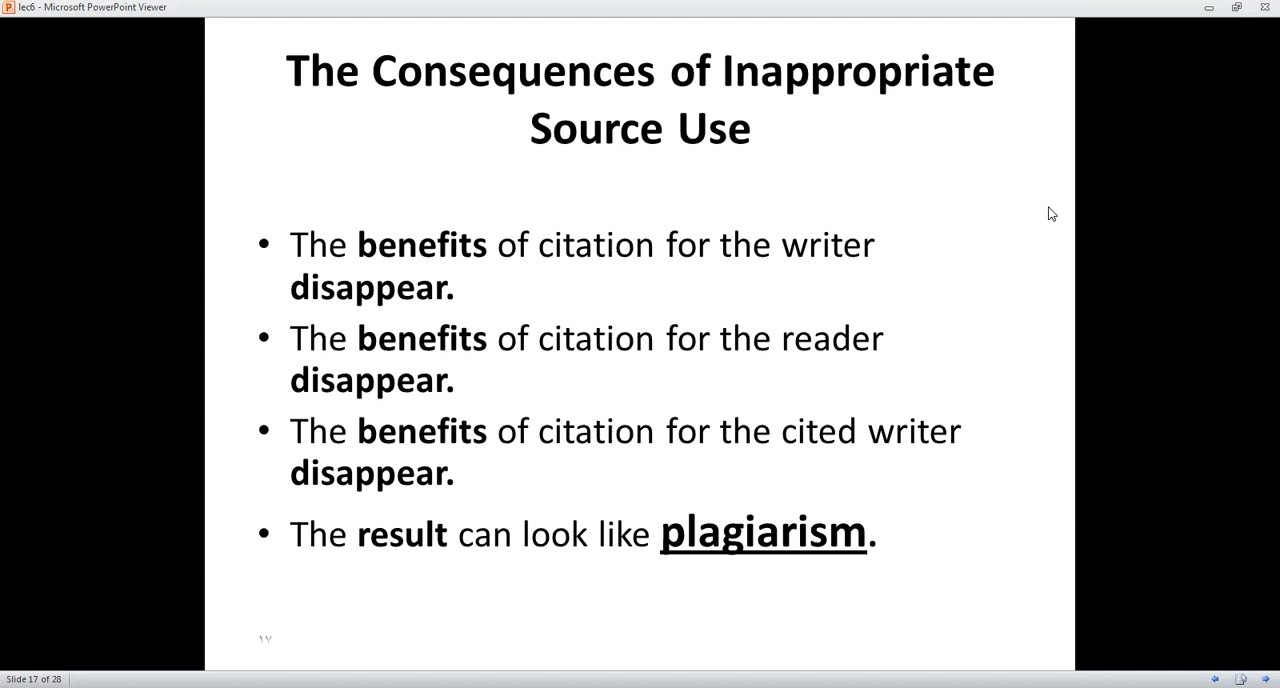 lec6 - Microsoft PowerPoint Viewer
The Consequences of Inappropriate
Source Use
• The benefits of citation for the writer
disappear.
• The benefits of citation for the reader
disappear.
• The benefits of citation for the cited writer
disappear.
• The result can look like plagiarism.
١٧
Slide 17 of 28